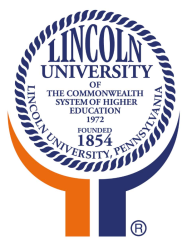 LINCOLN
UNIVERSITY
OF
THE COMMONWEALTH
SYSTEM OF HIGHER
EDUCATION
1972
FOUNDED
1854
LINCOLN UNIVERSITY, PENNSYLVANIA
®